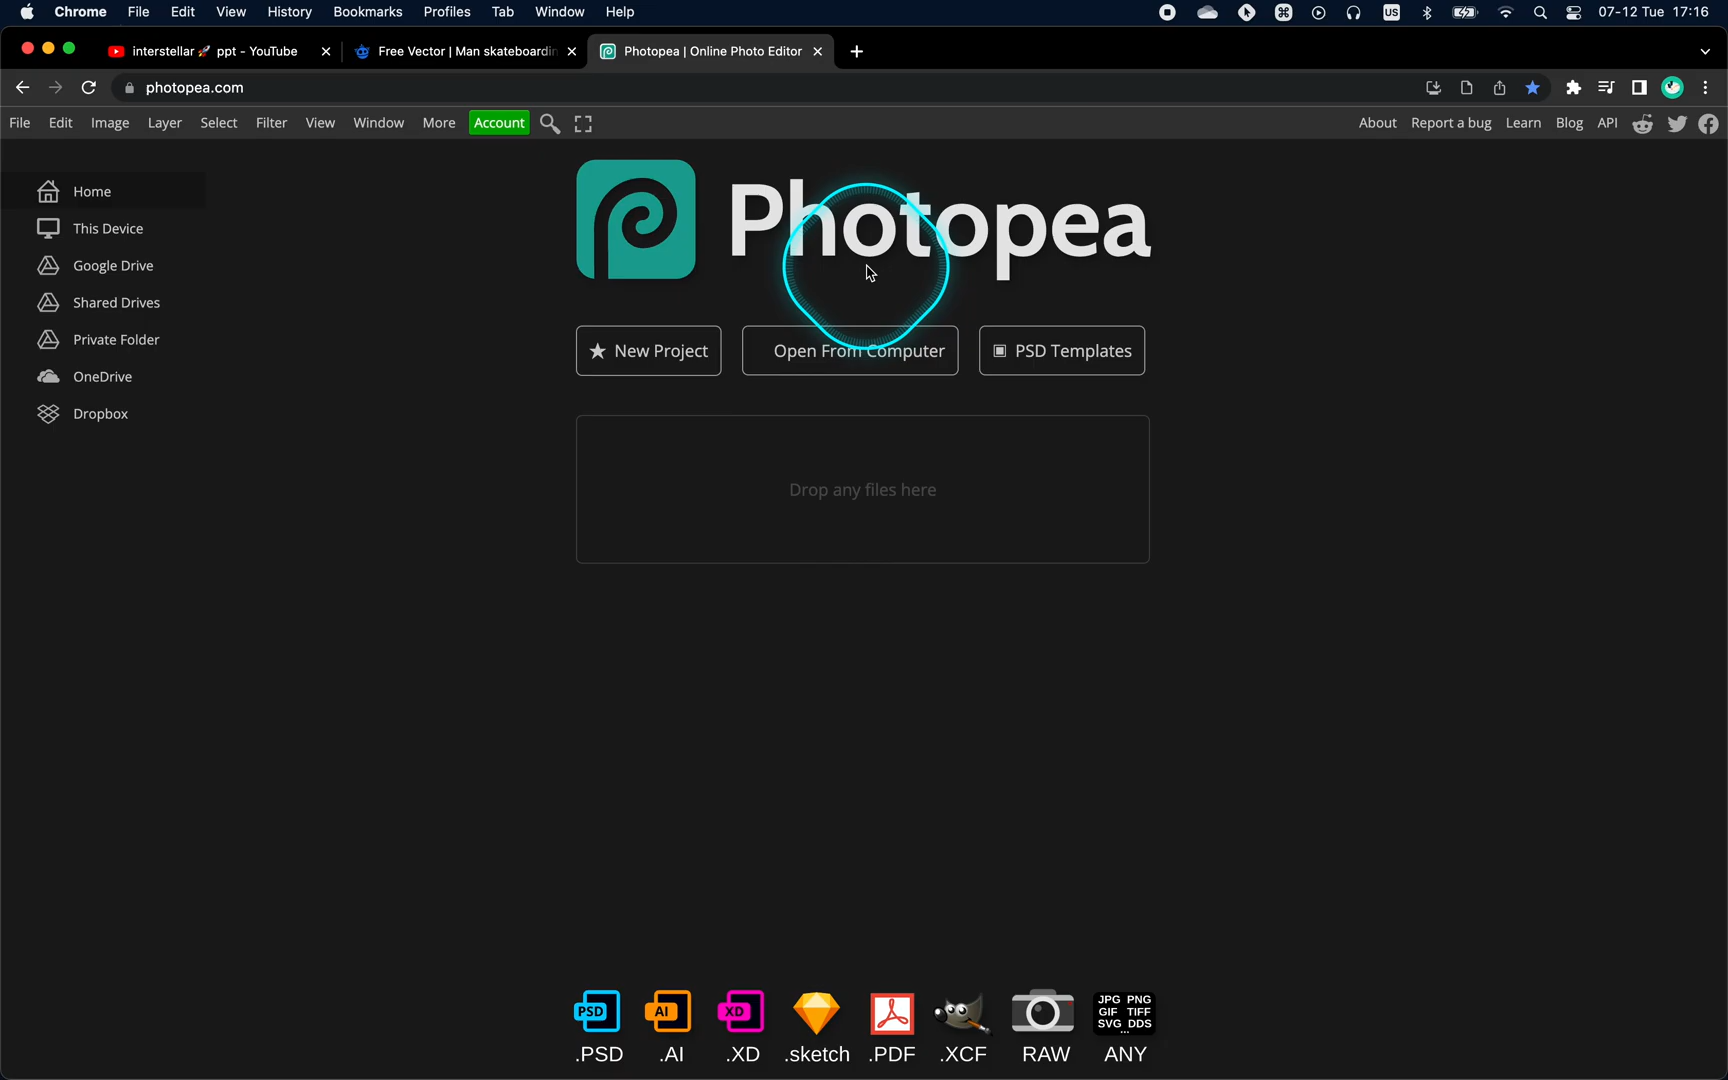 Chrome File Edit View History Bookmarks Profiles Tab Window Help US 07-12 Tue 17:16
interstellar🚀 ppt - YouTube Free Vector | Man skateboardin Photopea | Online Photo Editor
photopea.com
File Edit Image Layer Select Filter View Window More Account About Report a bug Learn Blog API
Home
This Device
Google Drive
Shared Drives
Private Folder
OneDrive
Dropbox
Photopea
New Project Open From Computer PSD Templates
Drop any files here
PSD AI XD JPG PNG
GIF TIFF
SVG DDS
...
.PSD .AI .XD .sketch .PDF .XCF RAW ANY